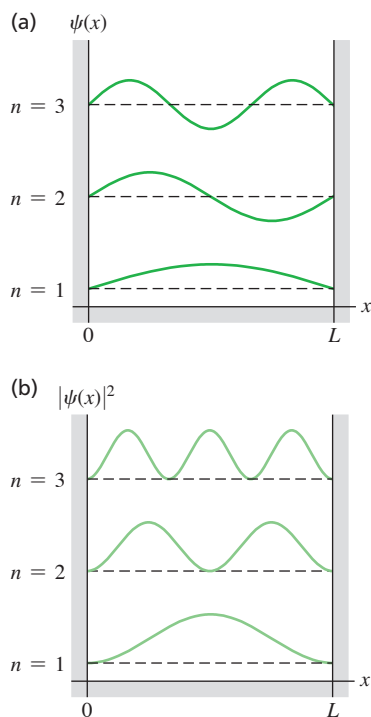 (a)
ψ(x)
n = 3
n = 2
n = 1
x
0
L
(b)
|ψ(x)|²
n = 3
n = 2
n = 1
x
0
L